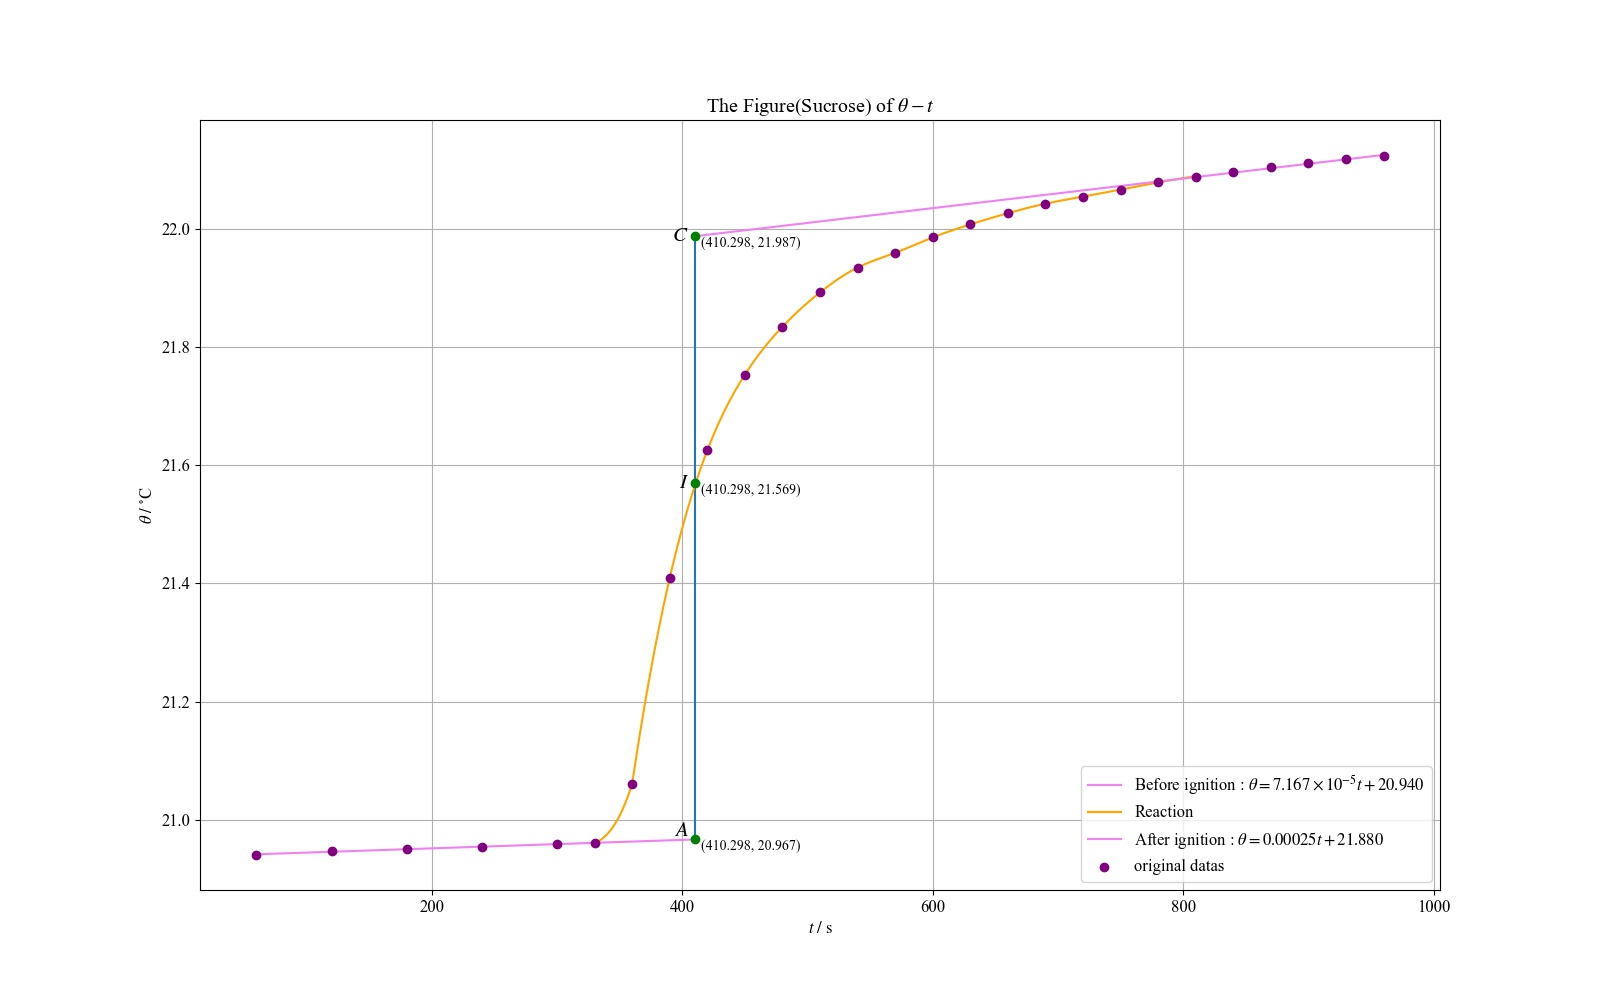 The Figure(Sucrose) of θ − t
22.0
21.8
21.6
21.4
21.2
21.0
θ / °C
C
(410.298, 21.987)
I
(410.298, 21.569)
A
(410.298, 20.967)
Before ignition : θ = 7.167 × 10⁻⁵t + 20.940
Reaction
After ignition : θ = 0.00025t + 21.880
original datas
200 400 600 800 1000
t / s